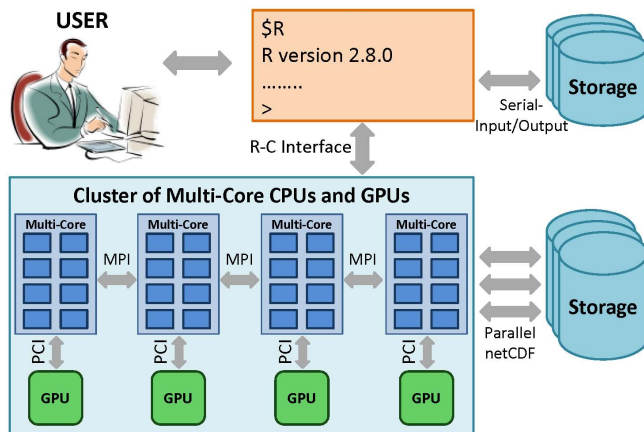 USER
$R
R version 2.8.0
........
>
Storage
Serial-
Input/Output
R-C Interface
Cluster of Multi-Core CPUs and GPUs
Multi-Core
Multi-Core
Multi-Core
Multi-Core
MPI
MPI
MPI
PCI
PCI
PCI
PCI
GPU
GPU
GPU
GPU
Storage
Parallel
netCDF